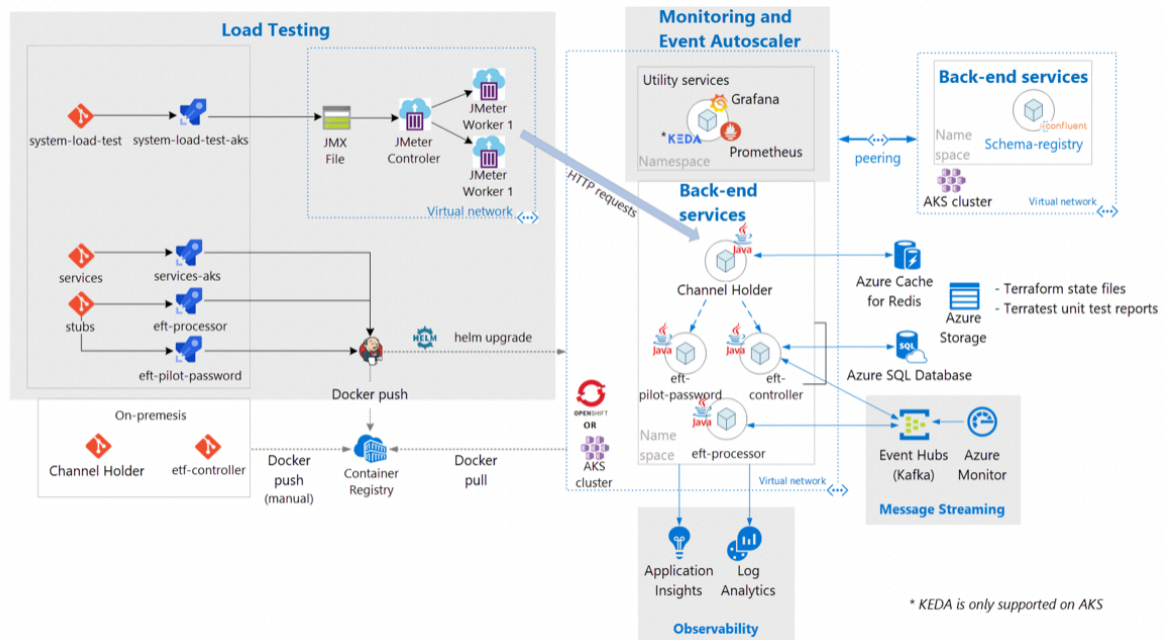 Load Testing
system-load-test
system-load-test-aks
JMX
File
JMeter
Controler
JMeter
Worker 1
JMeter
Worker 1
Virtual network
HTTP requests
services
services-aks
stubs
eft-processor
eft-pilot-password
HELM
helm upgrade
Docker push
On-premesis
Channel Holder
etf-controller
Docker
push
(manual)
Container
Registry
Docker
pull
Monitoring and
Event Autoscaler
Utility services
Grafana
* KEDA
Prometheus
Namespace
Back-end
services
Java
Channel Holder
Java
eft-
pilot-password
Java
eft-
controller
Java
eft-processor
Name
space
OPENSHIFT
OR
AKS
cluster
Virtual network
peering
Back-end services
confluent
Schema-registry
Name
space
AKS cluster
Virtual network
Azure Cache
for Redis
Azure
Storage
- Terraform state files
- Terratest unit test reports
SQL
Azure SQL Database
Event Hubs
(Kafka)
Azure
Monitor
Message Streaming
Application
Insights
Log
Analytics
Observability
* KEDA is only supported on AKS